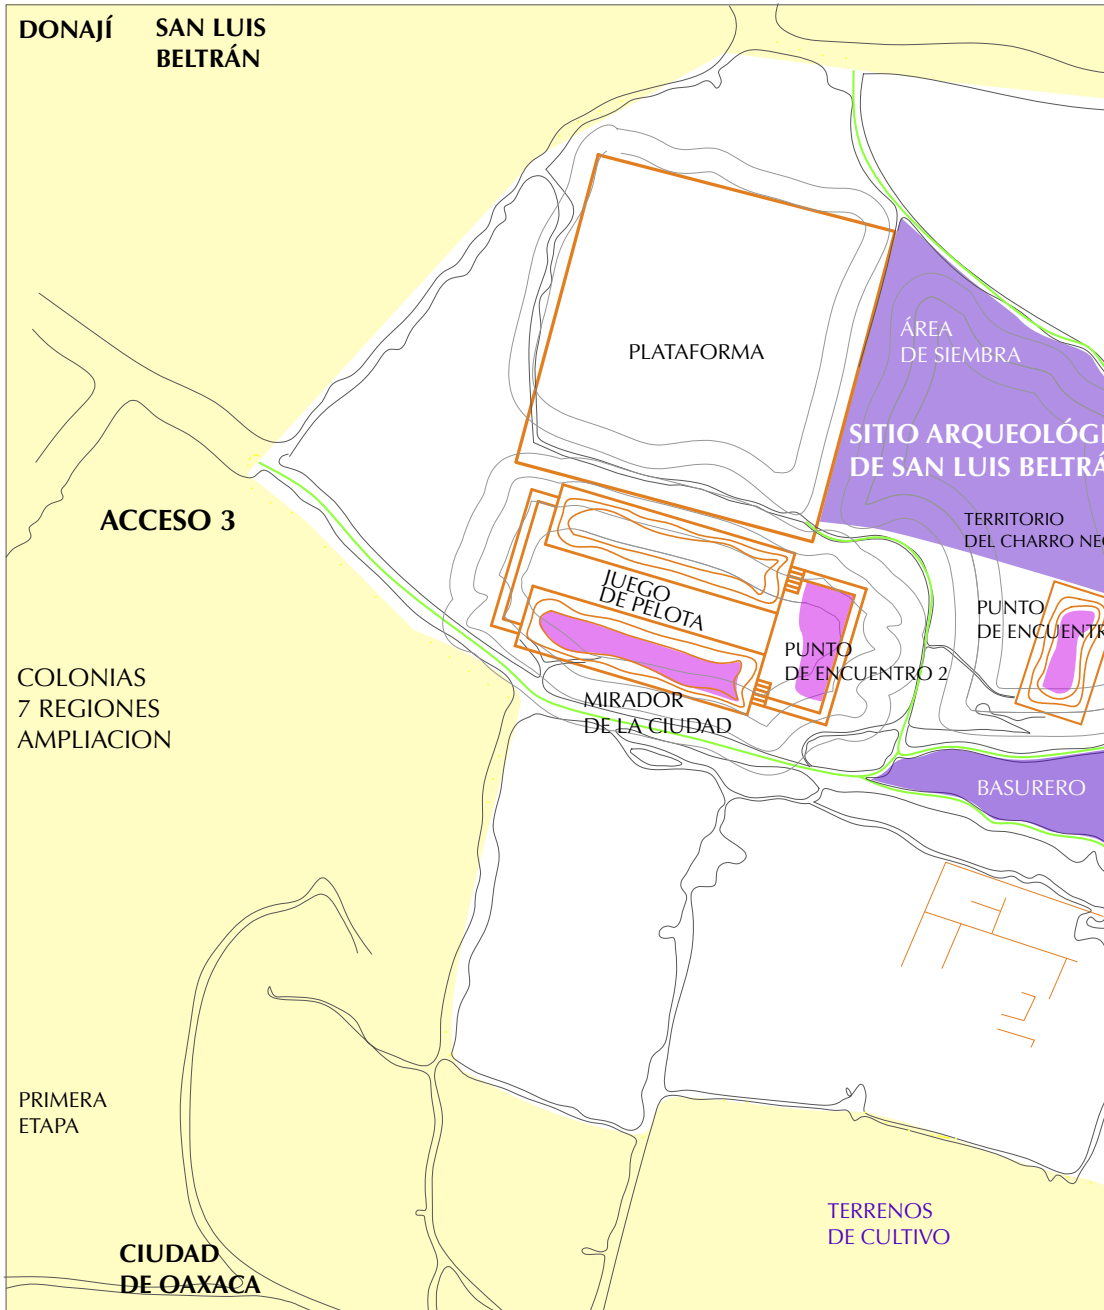 DONAJÍ
SAN LUIS
BELTRÁN
PLATAFORMA
ÁREA
DE SIEMBRA
SITIO ARQUEOLÓGI
DE SAN LUIS BELTRÁ
TERRITORIO
DEL CHARRO NEG
ACCESO 3
JUEGO
DE PELOTA
PUNTO
DE ENCUENTR
PUNTO
DE ENCUENTRO 2
MIRADOR
DE LA CIUDAD
COLONIAS
7 REGIONES
AMPLIACION
BASURERO
PRIMERA
ETAPA
TERRENOS
DE CULTIVO
CIUDAD
DE OAXACA